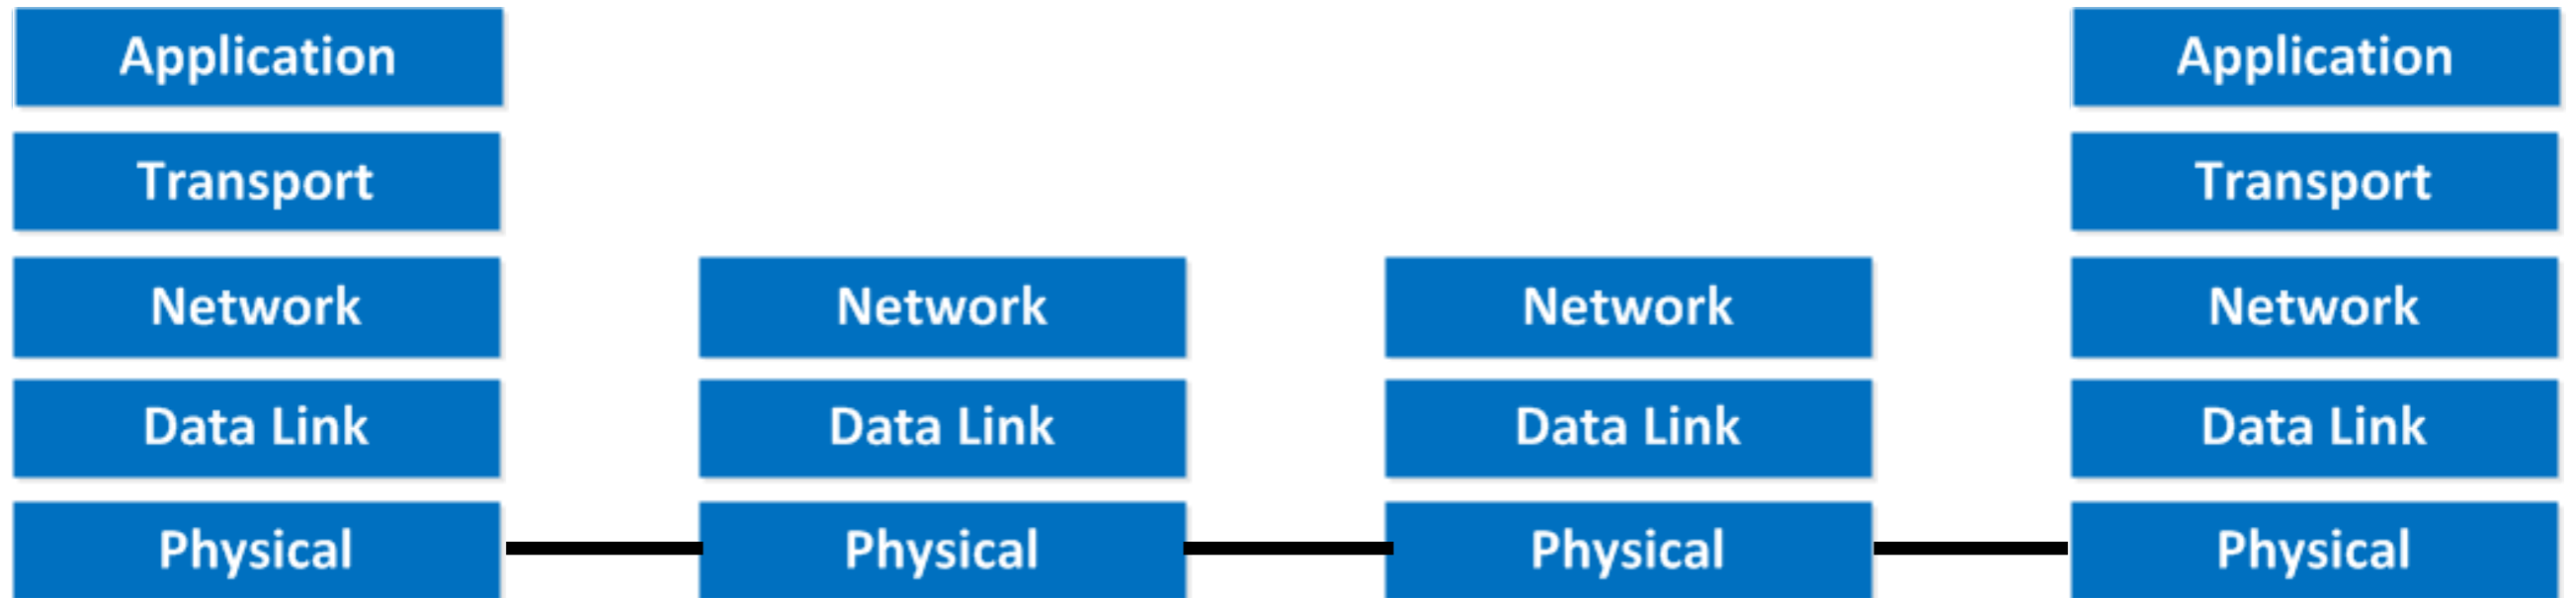 Application
Transport
Network
Data Link
Physical
Network
Data Link
Physical
Network
Data Link
Physical
Application
Transport
Network
Data Link
Physical